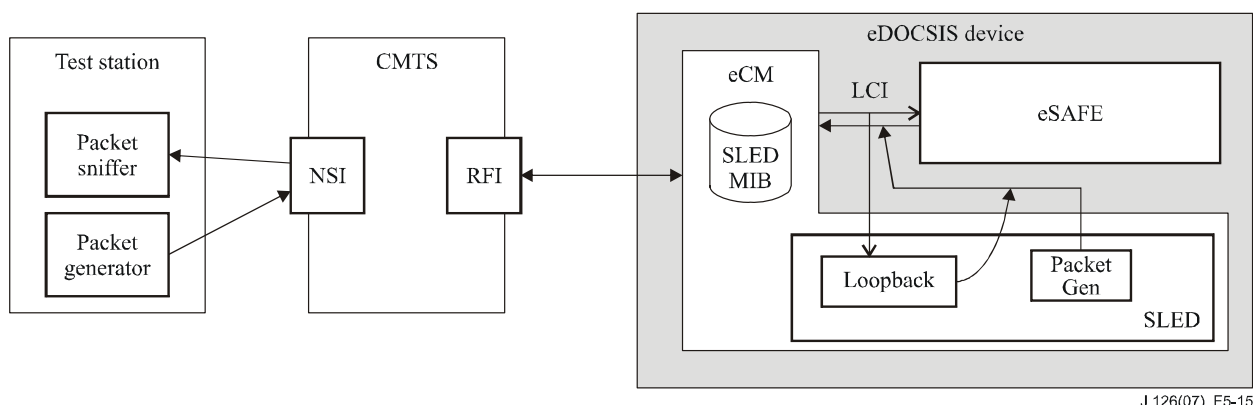 Test station
Packet
sniffer
Packet
generator
CMTS
NSI
RFI
eDOCSIS device
eCM
SLED
MIB
LCI
eSAFE
Loopback
Packet
Gen
SLED
J.126(07)_F5-15